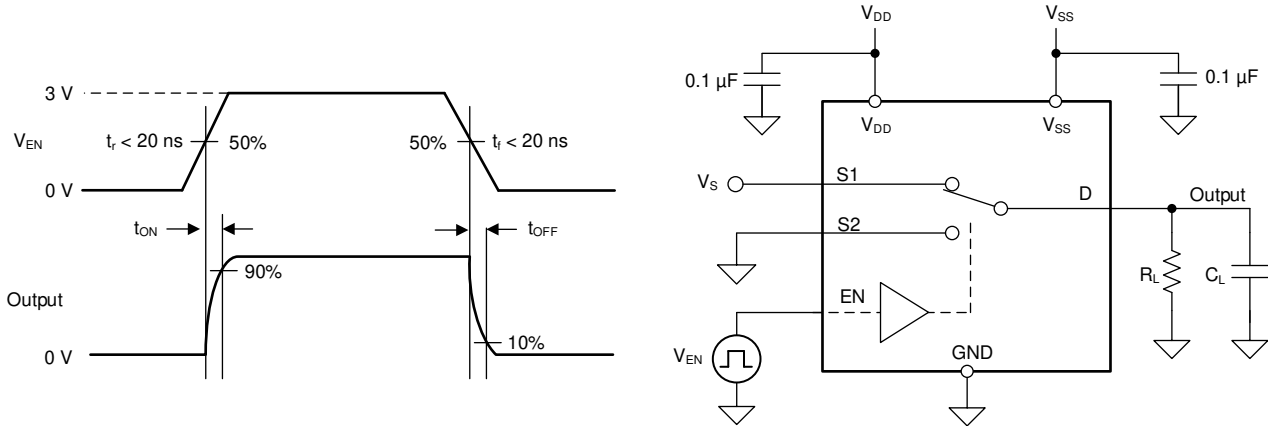 3 V
V_EN
t_r < 20 ns
50%
50%
t_f < 20 ns
0 V
t_ON
t_OFF
90%
Output
10%
0 V
V_DD
V_SS
0.1 µF
0.1 µF
V_DD
V_SS
V_S
S1
D
Output
S2
R_L
C_L
EN
V_EN
GND